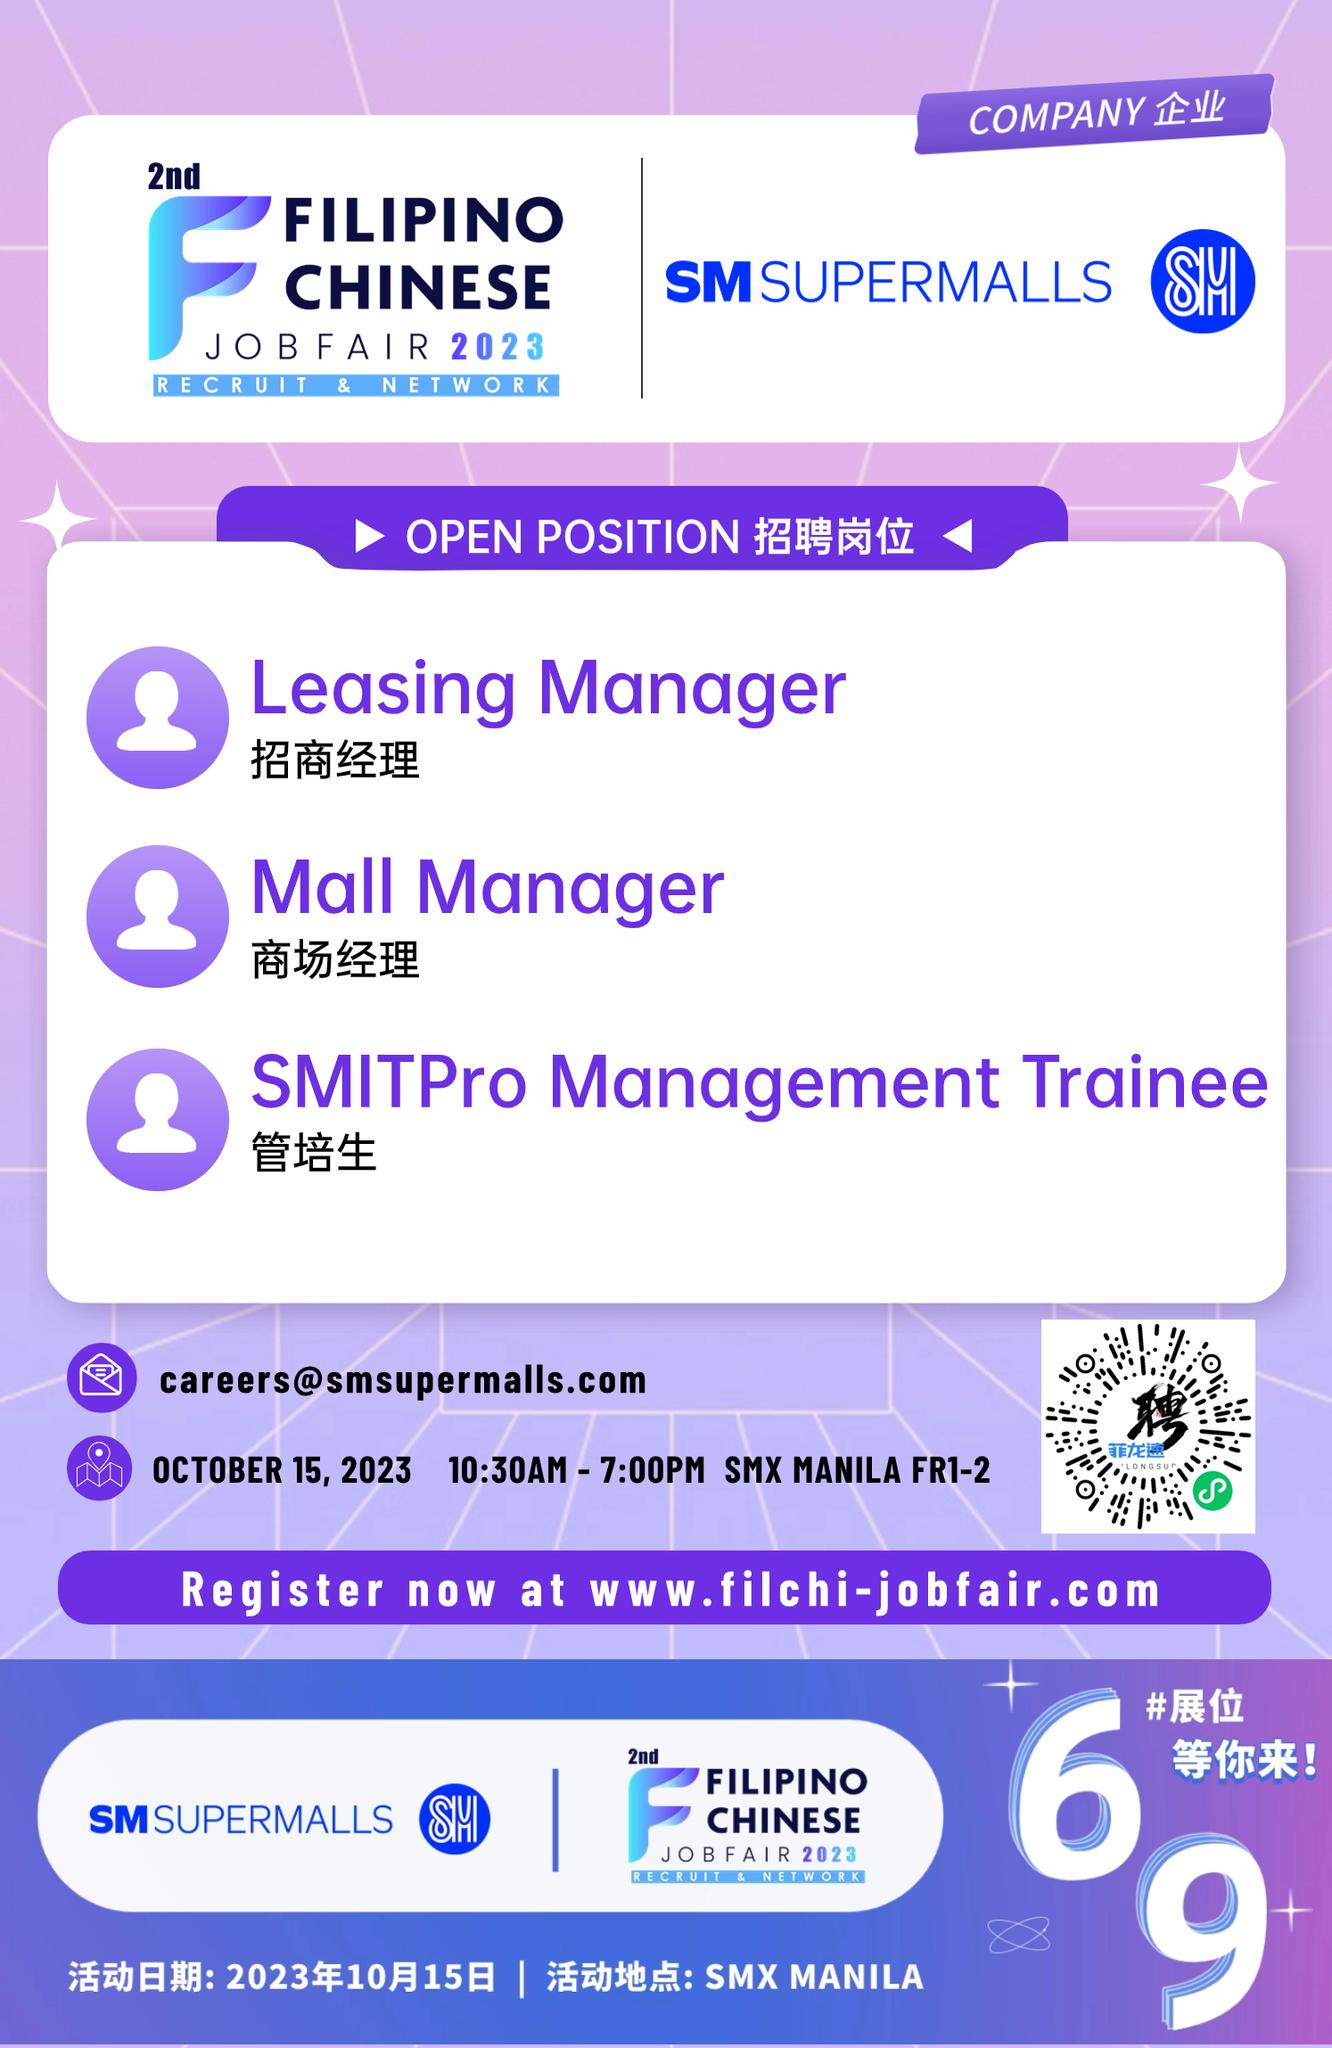 COMPANY 企业
2nd
FILIPINO
CHINESE
JOBFAIR 2023
RECRUIT & NETWORK
SM SUPERMALLS SM
OPEN POSITION 招聘岗位
Leasing Manager
招商经理
Mall Manager
商场经理
SMITPro Management Trainee
管培生
careers@smsupermalls.com
聘
菲龙速
OCTOBER 15, 2023 10:30AM - 7:00PM SMX MANILA FR1-2
Register now at www.filchi-jobfair.com
#展位
等你来!
69
SM SUPERMALLS SM
2nd
FILIPINO
CHINESE
JOBFAIR 2023
RECRUIT & NETWORK
活动日期: 2023年10月15日 | 活动地点: SMX MANILA